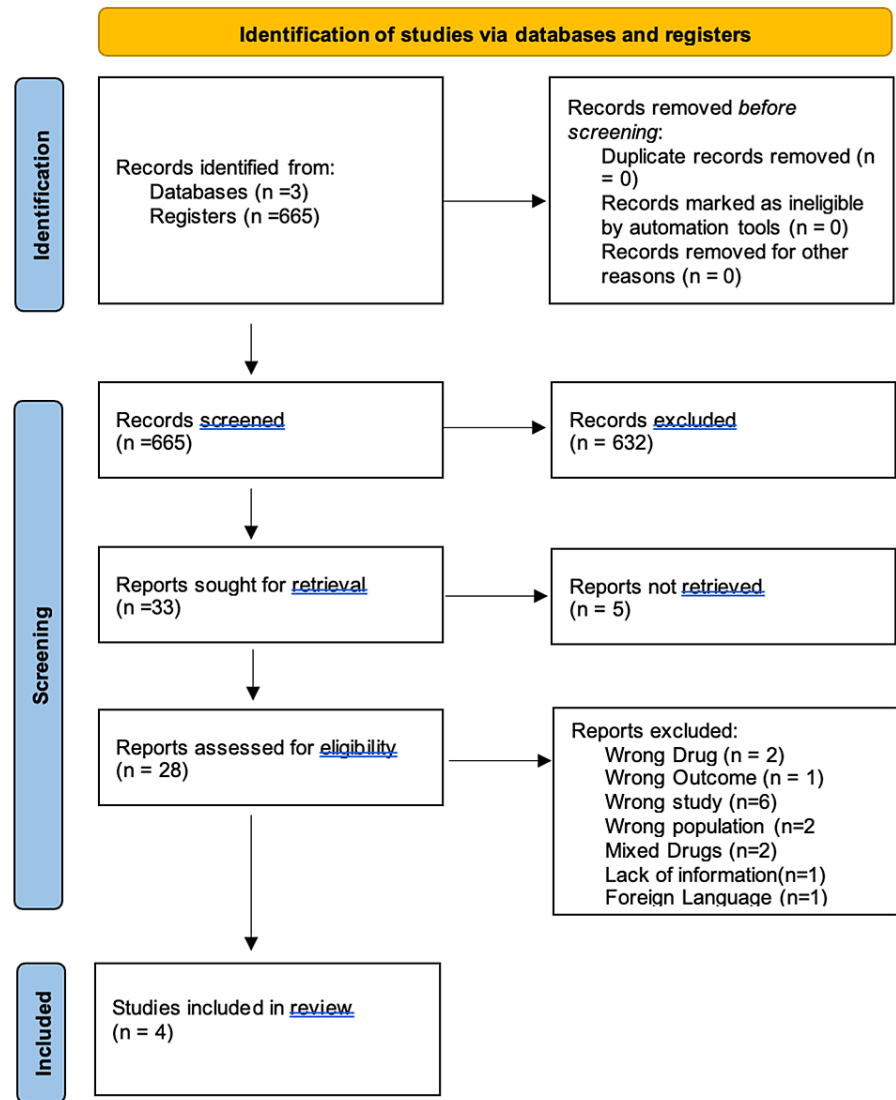 Identification of studies via databases and registers
Identification
Records identified from:
Databases (n =3)
Registers (n =665)
Records removed before
screening:
Duplicate records removed (n
= 0)
Records marked as ineligible
by automation tools (n = 0)
Records removed for other
reasons (n = 0)
Screening
Records screened
(n =665)
Records excluded
(n = 632)
Reports sought for retrieval
(n =33)
Reports not retrieved
(n = 5)
Reports assessed for eligibility
(n = 28)
Reports excluded:
Wrong Drug (n = 2)
Wrong Outcome (n = 1)
Wrong study (n=6)
Wrong population (n=2
Mixed Drugs (n=2)
Lack of information(n=1)
Foreign Language (n=1)
Included
Studies included in review
(n = 4)